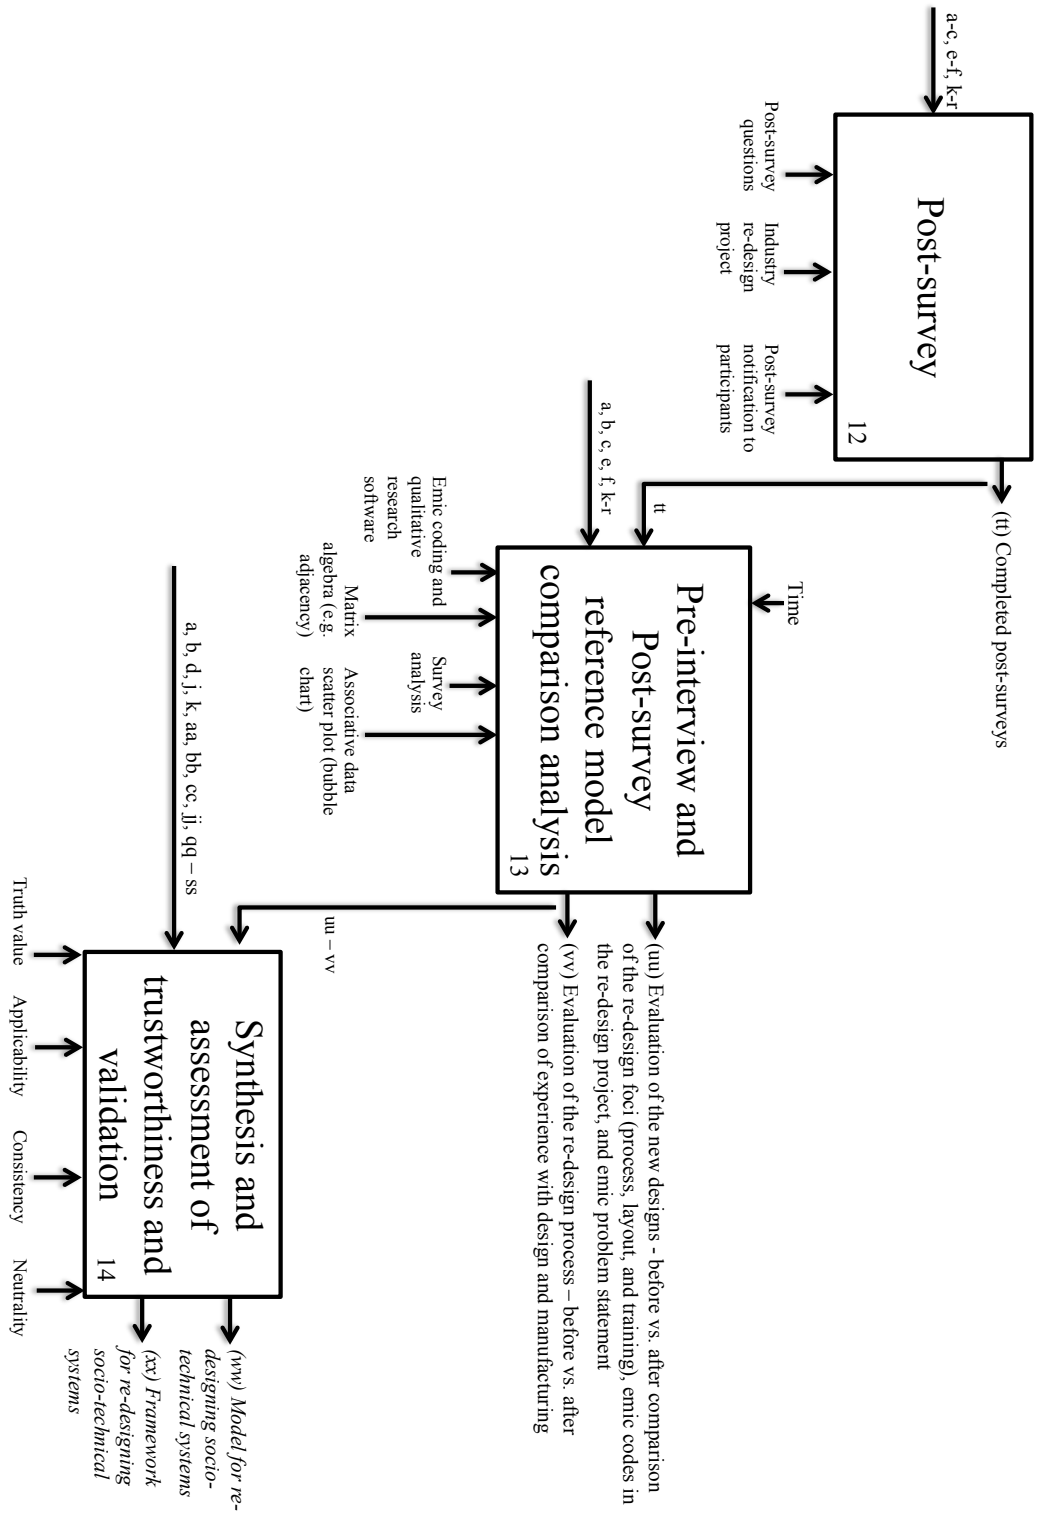 a-c, e-f, k-r
Post-survey
12
Post-survey
questions
Industry
re-design
project
Post-survey
notification to
participants
(tt) Completed post-surveys
tt
a, b, c, e, f, k-r
Time
Pre-interview and
Post-survey
reference model
comparison analysis
13
Emic coding and
qualitative
research
software
Matrix
algebra (e.g.
adjacency)
Survey
analysis
Associative data
scatter plot (bubble
chart)
(uu) Evaluation of the new designs - before vs. after comparison
of the re-design foci (process, layout, and training), emic codes in
the re-design project, and emic problem statement
(vv) Evaluation of the re-design process – before vs. after
comparison of experience with design and manufacturing
uu – vv
a, b, d, j, k, aa, bb, cc, jj, qq – ss
Synthesis and
assessment of
trustworthiness and
validation
14
Truth value
Applicability
Consistency
Neutrality
(ww) Model for re-
designing socio-
technical systems
(xx) Framework
for re-designing
socio-technical
systems